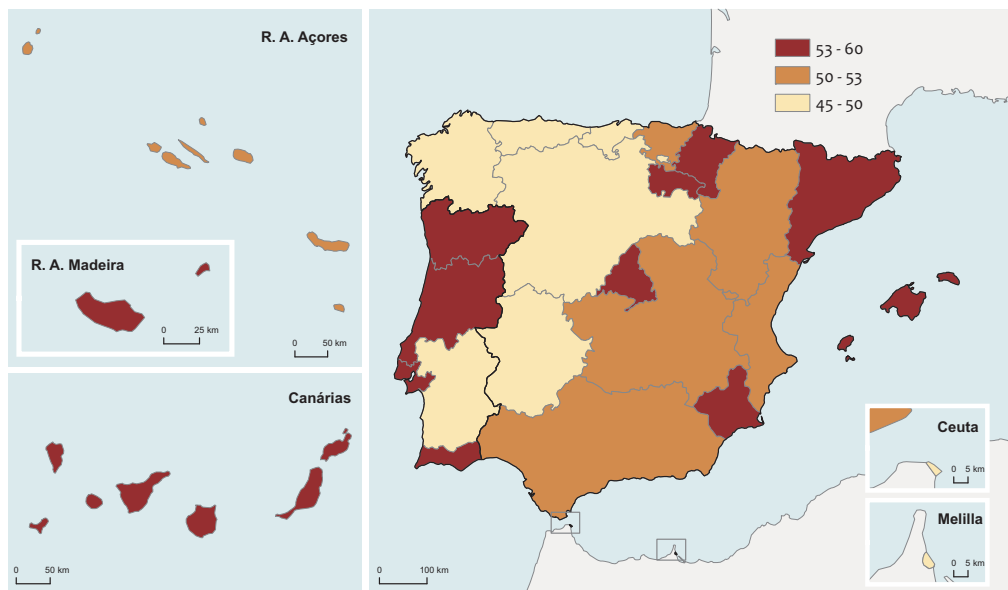 R. A. Açores
R. A. Madeira
0 25 km
0 50 km
Canárias
0 50 km
53 - 60
50 - 53
45 - 50
0 100 km
Ceuta
0 5 km
Melilla
0 5 km